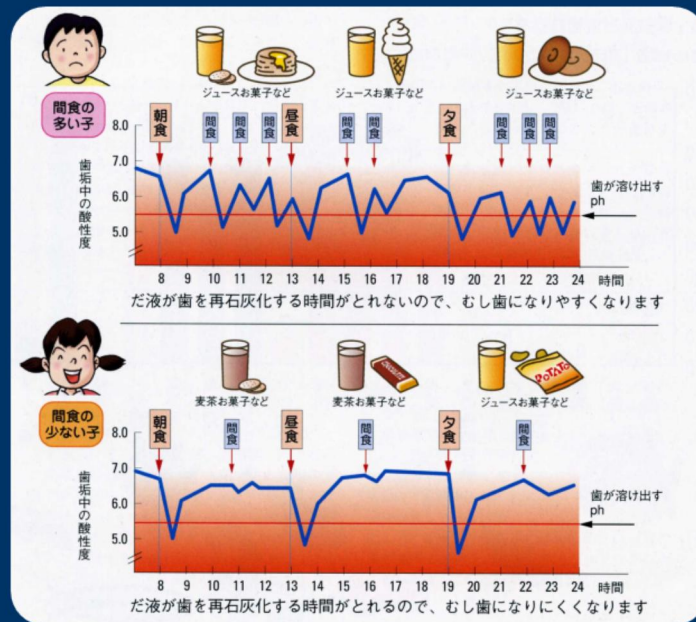 ジュースお菓子など ジュースお菓子など ジュースお菓子など
間食の
多い子
朝食 間食 間食 間食 昼食 間食 間食 夕食 間食 間食 間食
歯垢中の酸性度
8.0
7.0
6.0
5.0
歯が溶け出す
ph
8 9 10 11 12 13 14 15 16 17 18 19 20 21 22 23 24 時間
だ液が歯を再石灰化する時間がとれないので、むし歯になりやすくなります
麦茶お菓子など 麦茶お菓子など ジュースお菓子など
CHOCOLATE
POTATO
間食の
少ない子
朝食 間食 昼食 間食 夕食 間食
歯垢中の酸性度
8.0
7.0
6.0
5.0
歯が溶け出す
ph
8 9 10 11 12 13 14 15 16 17 18 19 20 21 22 23 24 時間
だ液が歯を再石灰化する時間がとれるので、むし歯になりにくくなります